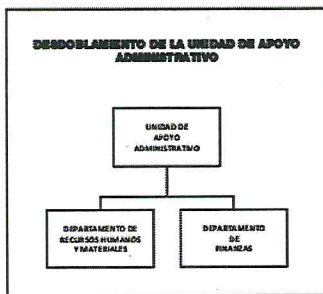 DESDOBLAMIENTO DE LA UNIDAD DE APOYO
ADMINISTRATIVO
UNIDAD DE
APOYO
ADMINISTRATIVO
DEPARTAMENTO DE
RECURSOS HUMANOS
Y MATERIALES
DEPARTAMENTO
DE
FINANZAS